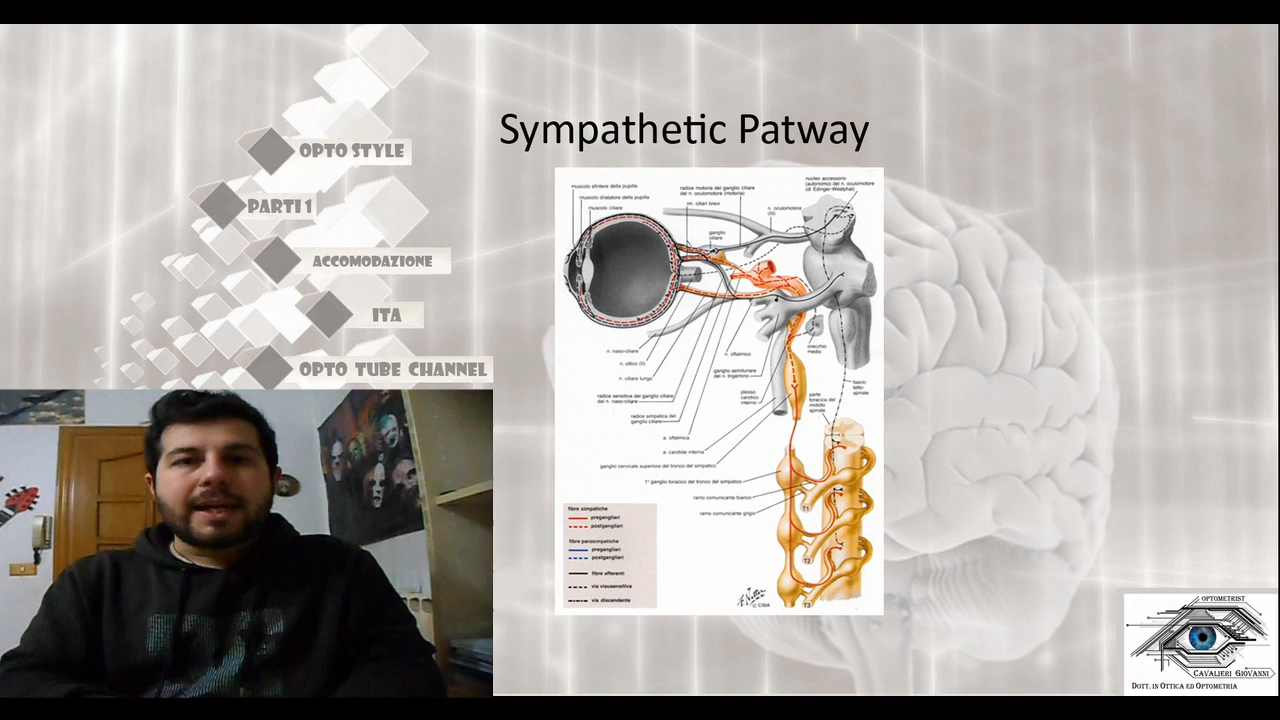 Sympathetic Patway
OPTO STYLE
PARTI 1
ACCOMODAZIONE
ITA
OPTO TUBE CHANNEL
muscolo sfintere della pupilla
muscolo dilatatore della pupilla
muscolo ciliare
radice motoria del ganglio ciliare
dal n. oculomotore (motoria)
nn. ciliari brevi
ganglio
ciliare
n. oculomotore
(III)
nucleo accessorio
(autonomo) del n. oculomotore
(di Edinger-Westphal)
n. naso-ciliare
n. ottico (II)
n. ciliare lungo
radice sensitiva del ganglio ciliare
dal n. naso-ciliare
radice simpatica del
ganglio ciliare
a. oftalmica
a. carotide interna
ganglio cervicale superiore del tronco del simpatico
1° ganglio toracico del tronco del simpatico
ramo comunicante bianco
ramo comunicante grigio
n. oftalmico
ganglio semilunare
del n. trigemino
plesso
carotico
interno
orecchio
medio
parte
toracica del
midollo
spinale
fascio
tetto-
spinale
T1
T2
T3
fibre simpatiche
pregangliari
postgangliari
fibre parasimpatiche
pregangliari
postgangliari
fibre afferenti
via visusensitiva
via discendente
© CIBA
OPTOMETRIST
CAVALIERI GIOVANNI
DOTT. IN OTTICA ED OPTOMETRIA